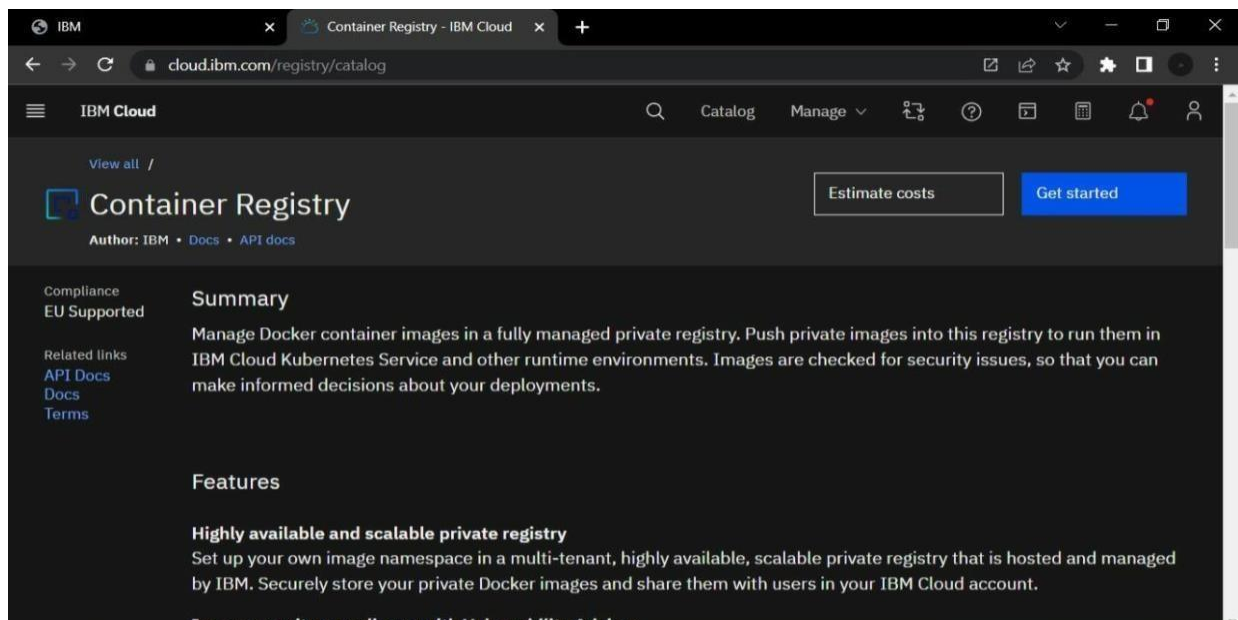 IBM
Container Registry - IBM Cloud
cloud.ibm.com/registry/catalog
IBM Cloud
Catalog
Manage
View all /
Container Registry
Estimate costs
Get started
Author: IBM • Docs • API docs
Compliance
EU Supported
Related links
API Docs
Docs
Terms
Summary
Manage Docker container images in a fully managed private registry. Push private images into this registry to run them in
IBM Cloud Kubernetes Service and other runtime environments. Images are checked for security issues, so that you can
make informed decisions about your deployments.
Features
Highly available and scalable private registry
Set up your own image namespace in a multi-tenant, highly available, scalable private registry that is hosted and managed
by IBM. Securely store your private Docker images and share them with users in your IBM Cloud account.